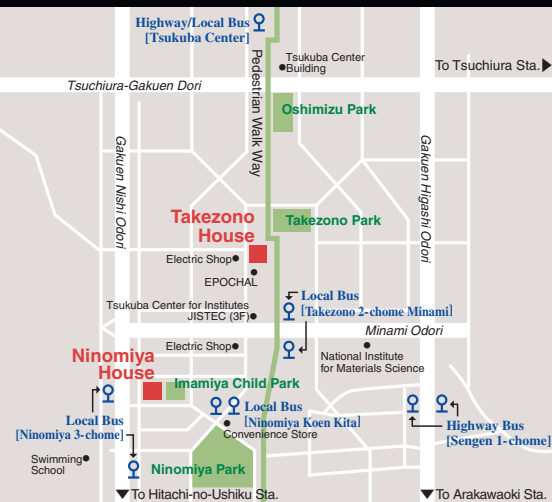 Highway/Local Bus
[Tsukuba Center]
Tsukuba Center
Building
To Tsuchiura Sta.
Tsuchiura-Gakuen Dori
Pedestrian Walk Way
Oshimizu Park
Gakuen Nishi Odori
Gakuen Higashi Odori
Takezono
House
Takezono Park
Electric Shop
EPOCHAL
Local Bus
[Takezono 2-chome Minami]
Tsukuba Center for Institutes
JISTEC (3F)
Minami Odori
Electric Shop
National Institute
for Materials Science
Ninomiya
House
Imamiya Child Park
Local Bus
[Ninomiya Koen Kita]
Convenience Store
Local Bus
[Ninomiya 3-chome]
Highway Bus
[Sengen 1-chome]
Swimming
School
Ninomiya Park
To Hitachi-no-Ushiku Sta.
To Arakawaoki Sta.